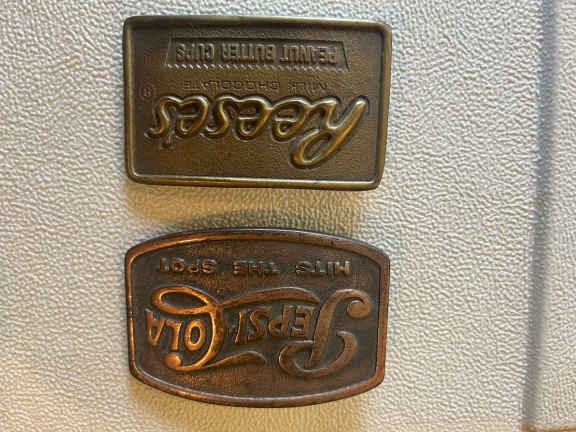 PEPSI·COLA
HITS THE SPOT
Reese's ®
MILK CHOCOLATE
PEANUT BUTTER CUPS